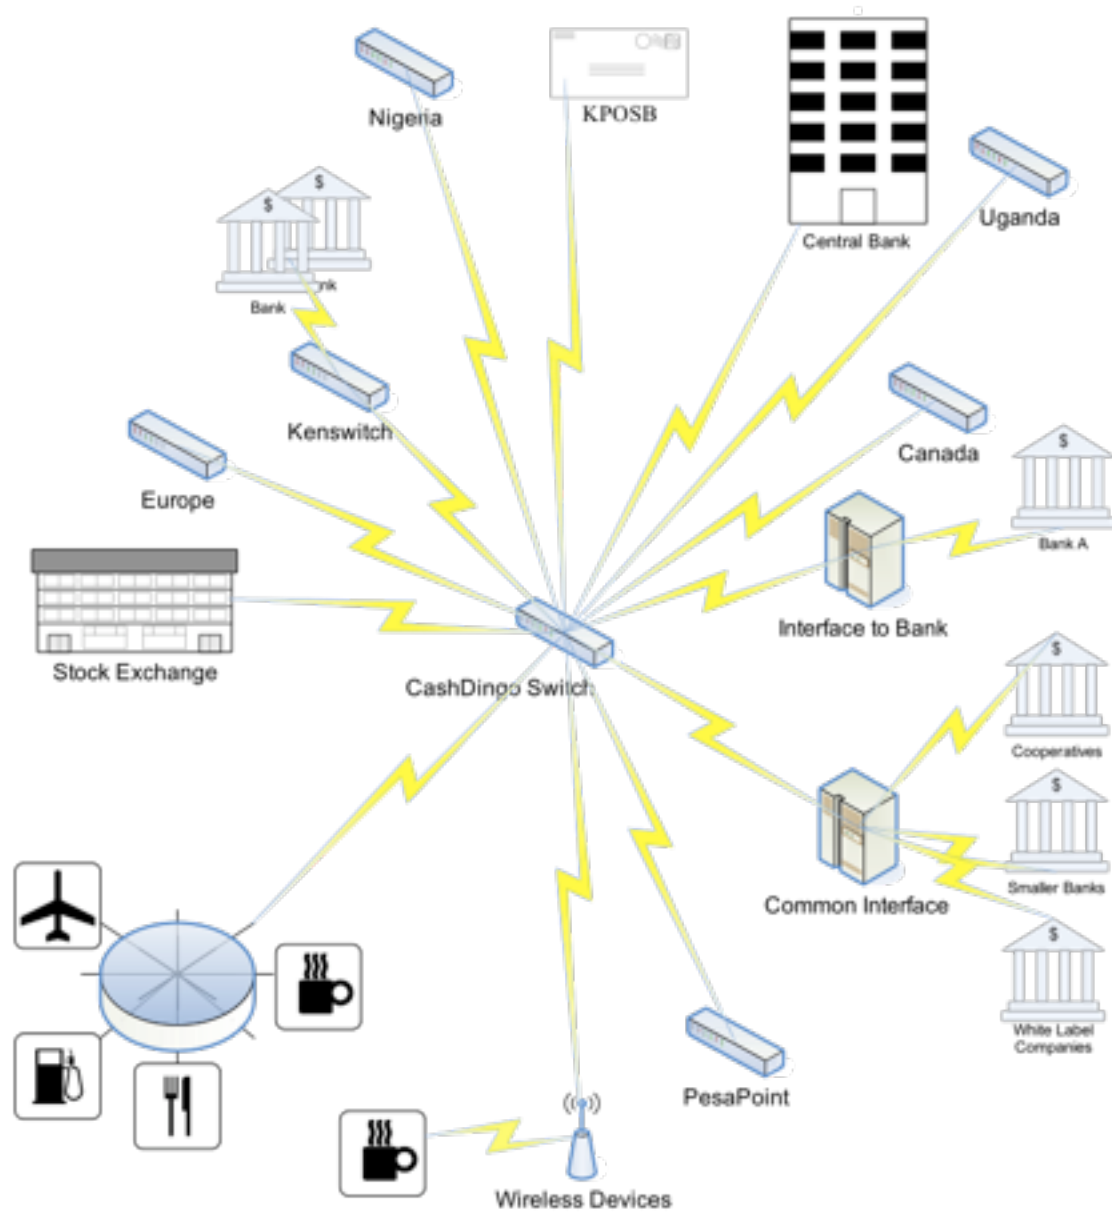 Nigeria
KPOSB
Central Bank
Uganda
$
$
Bank
nk
Kenswitch
Europe
Canada
$
Bank A
Interface to Bank
Stock Exchange
CashDingo Switch
$
Cooperatives
$
Smaller Banks
Common Interface
$
White Label
Companies
PesaPoint
Wireless Devices